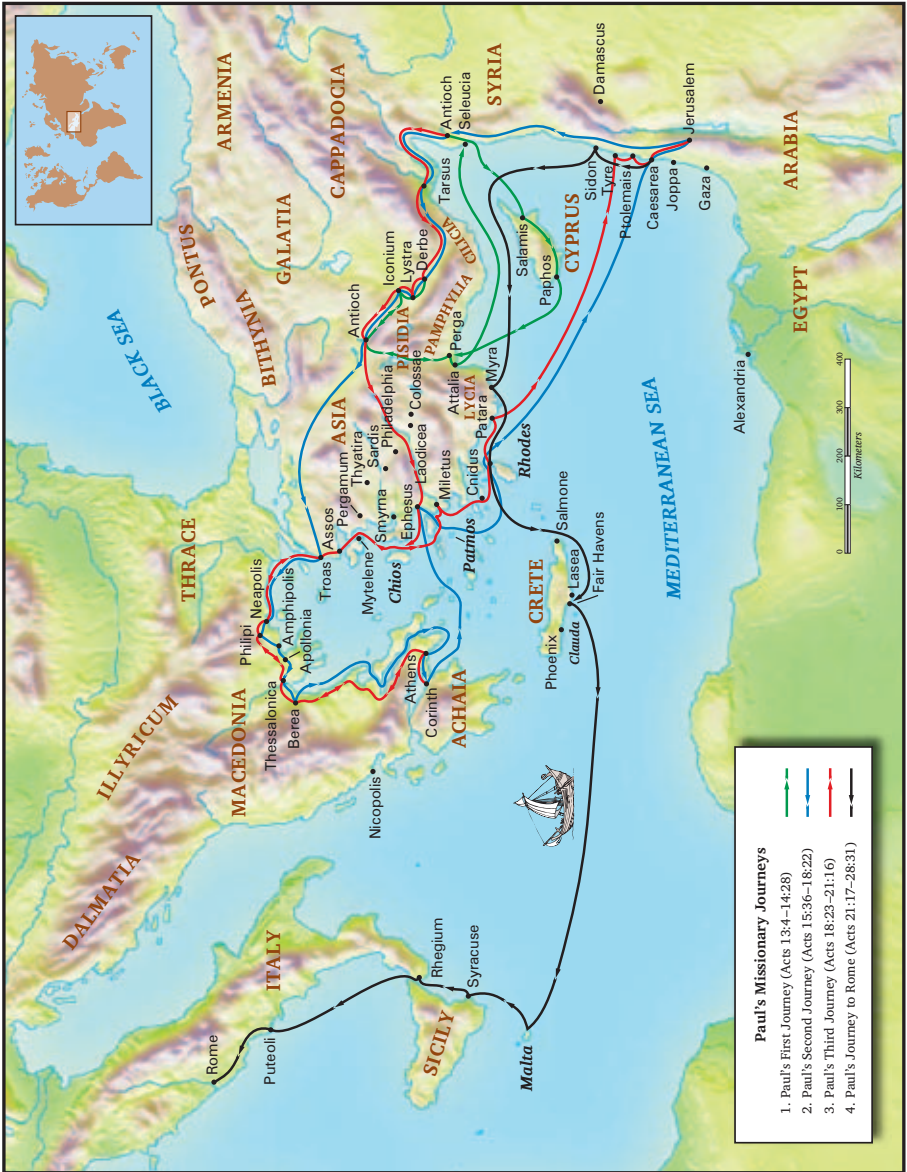 ARMENIA
CAPPADOCIA
SYRIA
Damascus
PONTUS
GALATIA
BITHYNIA
BLACK SEA
Antioch
Seleucia
Tarsus
CILICIA
Iconium
Lystra
Derbe
Antioch
PISIDIA
PAMPHYLIA
Perga
Attalia
LYCIA
Myra
Patara
Salamis
CYPRUS
Paphos
Sidon
Tyre
Ptolemais
Caesarea
Joppa
Gaza
Jerusalem
ARABIA
EGYPT
Alexandria
ASIA
Pergamum
Thyatira
Sardis
Philadelphia
Smyrna
Ephesus
Laodicea
Colossae
Miletus
Cnidus
Rhodes
Patmos
Chios
Mytelene
Assos
Troas
THRACE
Neapolis
Philipi
Amphipolis
Apollonia
Thessalonica
Berea
MACEDONIA
ILLYRICUM
DALMATIA
Nicopolis
Athens
Corinth
ACHAIA
CRETE
Salmone
Lasea
Fair Havens
Phoenix
Clauda
MEDITERRANEAN SEA
0 100 200 300 400
Kilometers
ITALY
Rome
Puteoli
Rhegium
SICILY
Syracuse
Malta
Paul's Missionary Journeys
1. Paul's First Journey (Acts 13:4–14:28)
2. Paul's Second Journey (Acts 15:36–18:22)
3. Paul's Third Journey (Acts 18:23–21:16)
4. Paul's Journey to Rome (Acts 21:17–28:31)